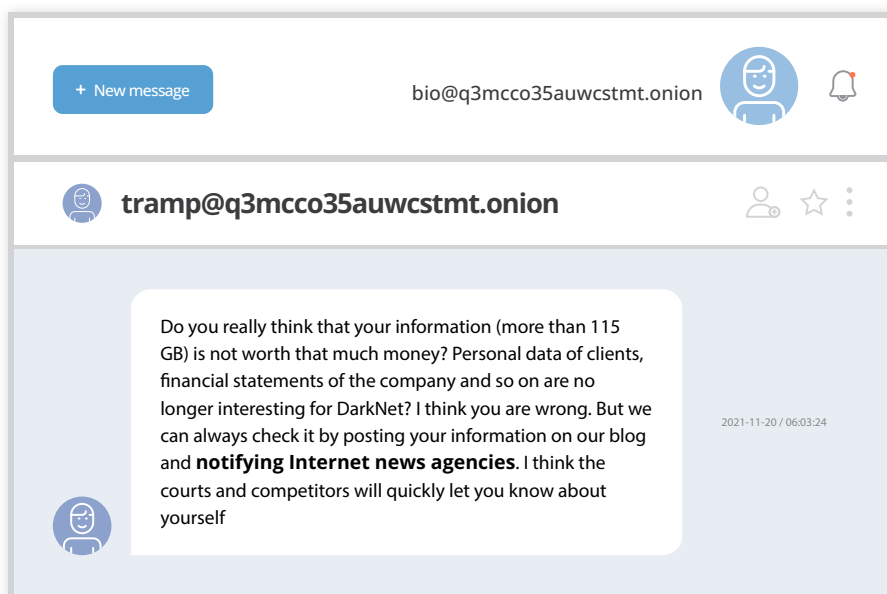 + New message
bio@q3mcco35auwcstmt.onion
tramp@q3mcco35auwcstmt.onion
Do you really think that your information (more than 115
GB) is not worth that much money? Personal data of clients,
financial statements of the company and so on are no
longer interesting for DarkNet? I think you are wrong. But we
can always check it by posting your information on our blog
and notifying Internet news agencies. I think the
courts and competitors will quickly let you know about
yourself
2021-11-20 / 06:03:24